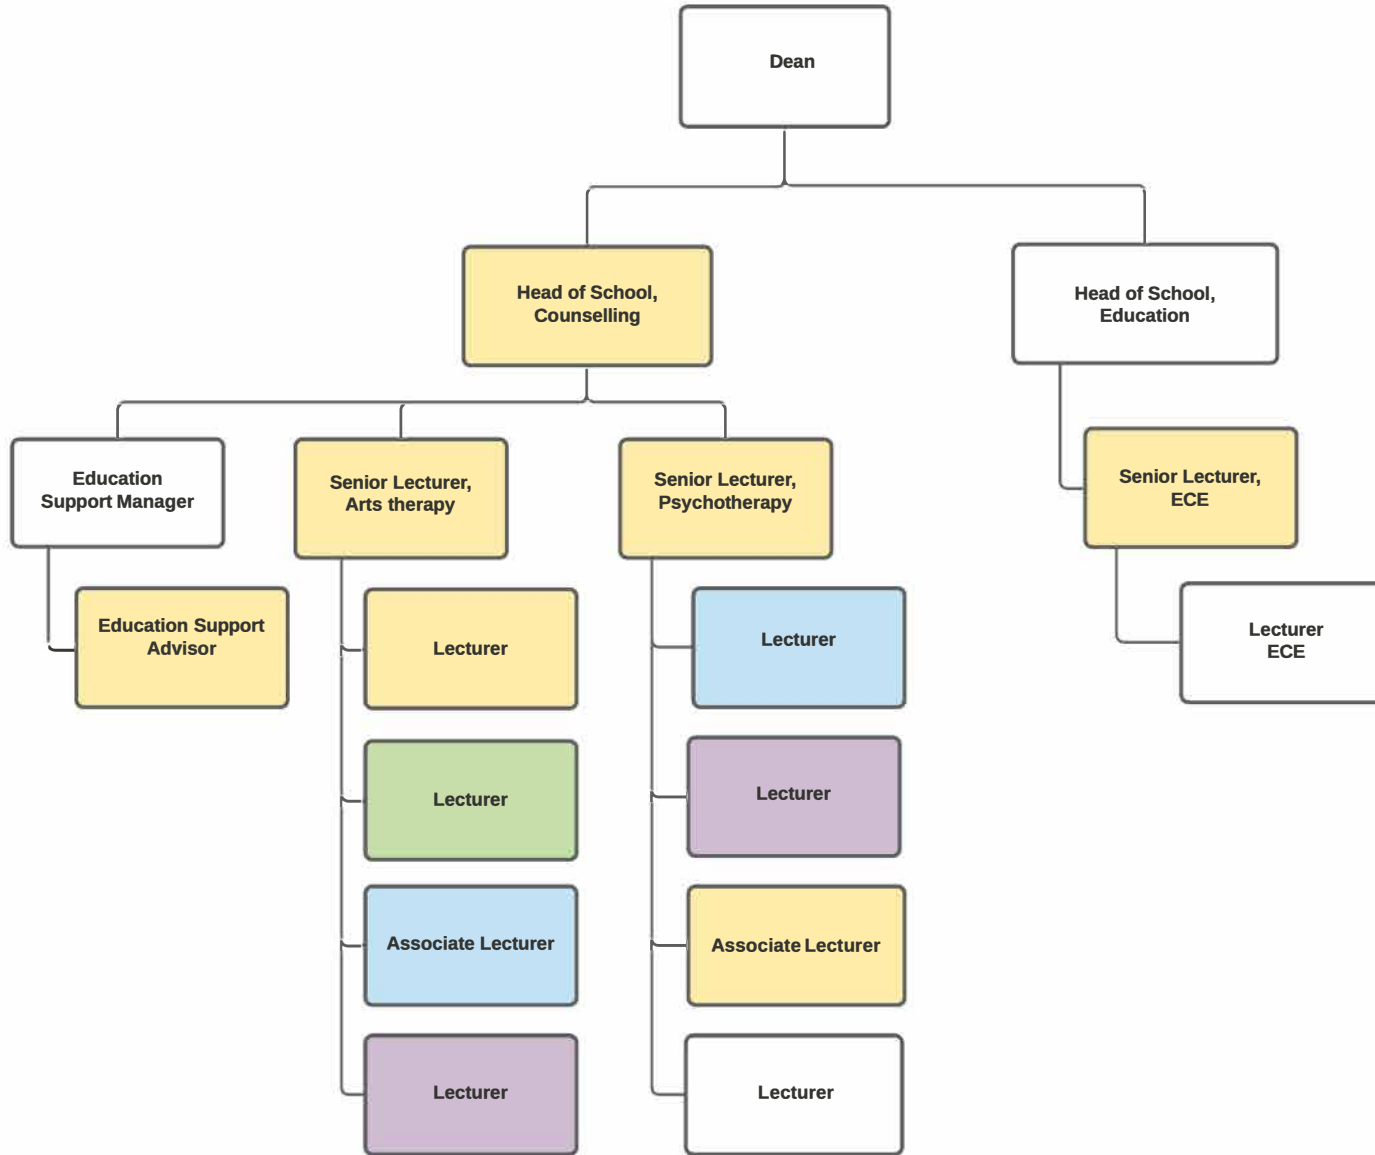 Dean
Head of School,
Counselling
Head of School,
Education
Education
Support Manager
Senior Lecturer,
Arts therapy
Senior Lecturer,
Psychotherapy
Senior Lecturer,
ECE
Education Support
Advisor
Lecturer
Lecturer
Lecturer
ECE
Lecturer
Lecturer
Associate Lecturer
Associate Lecturer
Lecturer
Lecturer